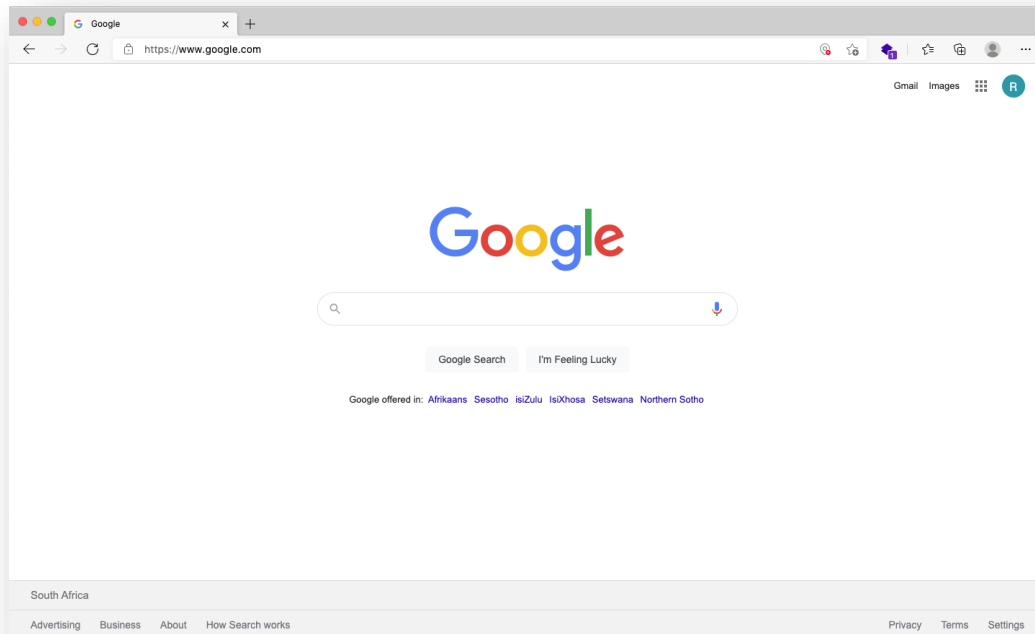 Google
https://www.google.com
1
Gmail Images R
Google
Google Search I'm Feeling Lucky
Google offered in: Afrikaans Sesotho isiZulu IsiXhosa Setswana Northern Sotho
South Africa
Advertising Business About How Search works Privacy Terms Settings